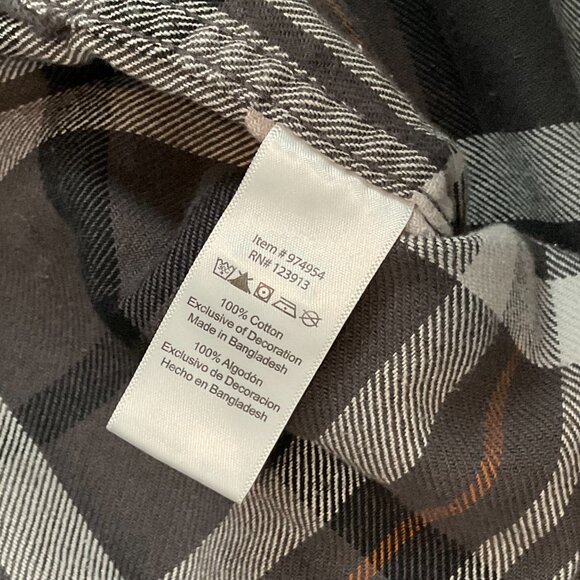 Item # 974954
RN# 123913
100% Cotton
Exclusive of Decoration
Made in Bangladesh
100% Algodón
Exclusivo de Decoracion
Hecho en Bangladesh